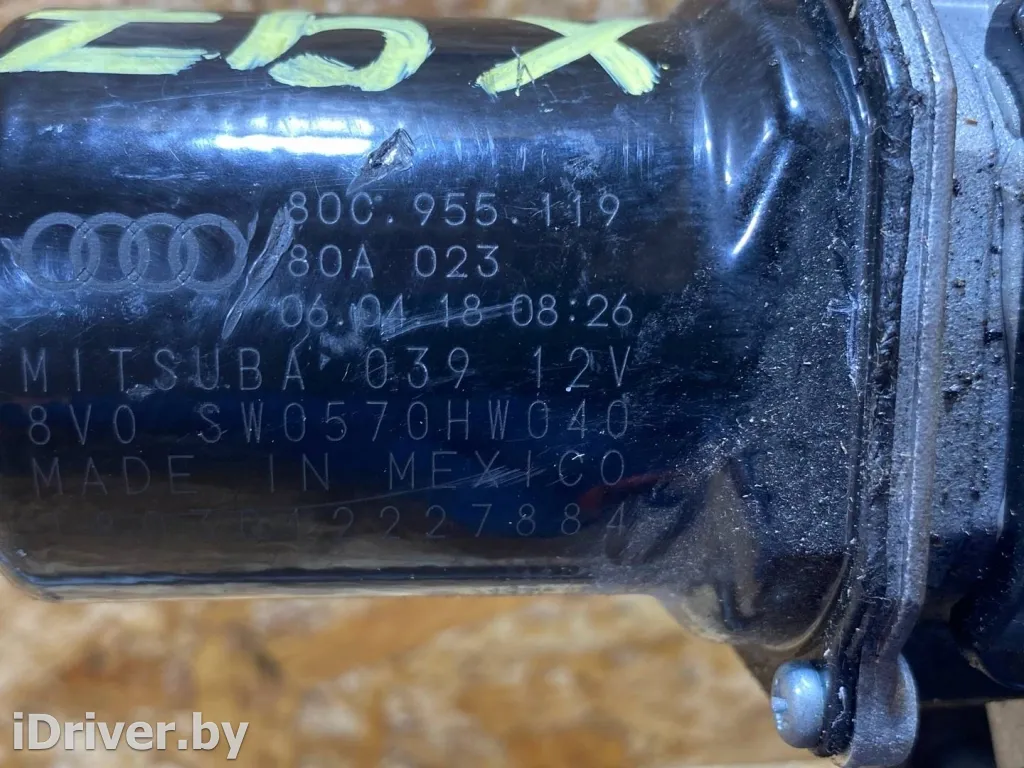 80C.955.119
80A 023
06.04.18 08:26
MITSUBA 039 12V
8V0 SW0570HW040
MADE IN MEXICO
iDriver.by